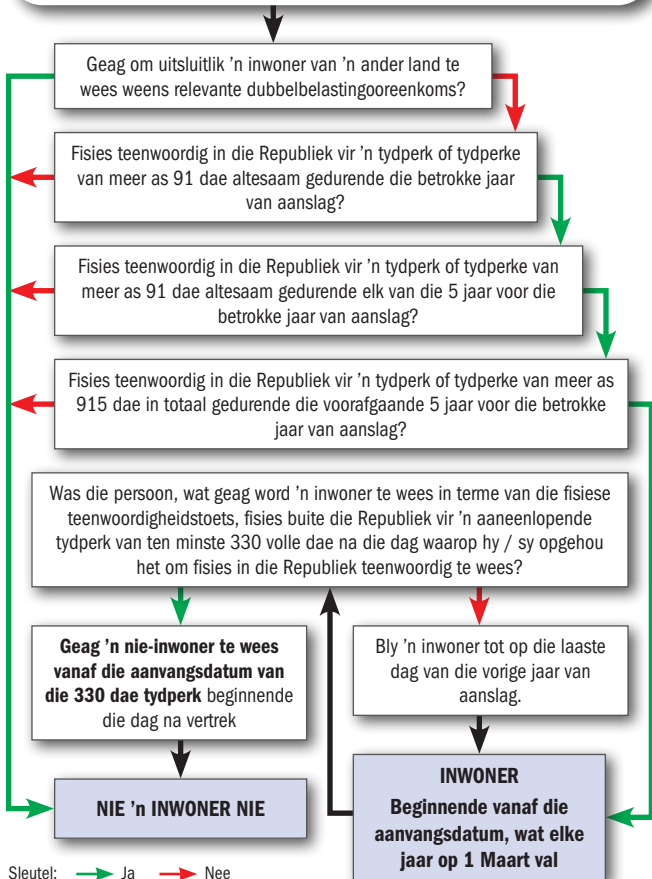 Geag om uitsluitlik ’n inwoner van ’n ander land te
wees weens relevante dubbelbelastingooreenkoms?
Fisies teenwoordig in die Republiek vir ’n tydperk of tydperke
van meer as 91 dae altesaam gedurende die betrokke jaar
van aanslag?
Fisies teenwoordig in die Republiek vir ’n tydperk of tydperke van
meer as 91 dae altesaam gedurende elk van die 5 jaar voor die
betrokke jaar van aanslag?
Fisies teenwoordig in die Republiek vir ’n tydperk of tydperke van meer as
915 dae in totaal gedurende die voorafgaande 5 jaar voor die betrokke
jaar van aanslag?
Was die persoon, wat geag word ’n inwoner te wees in terme van die fisiese
teenwoordigheidstoets, fisies buite die Republiek vir ’n aaneenlopende
tydperk van ten minste 330 volle dae na die dag waarop hy / sy opgehou
het om fisies in die Republiek teenwoordig te wees?
Geag ’n nie-inwoner te wees
vanaf die aanvangsdatum van
die 330 dae tydperk beginnende
die dag na vertrek
Bly ’n inwoner tot op die laaste
dag van die vorige jaar van
aanslag.
NIE ’n INWONER NIE
INWONER
Beginnende vanaf die
aanvangsdatum, wat elke
jaar op 1 Maart val
Sleutel: Ja Nee